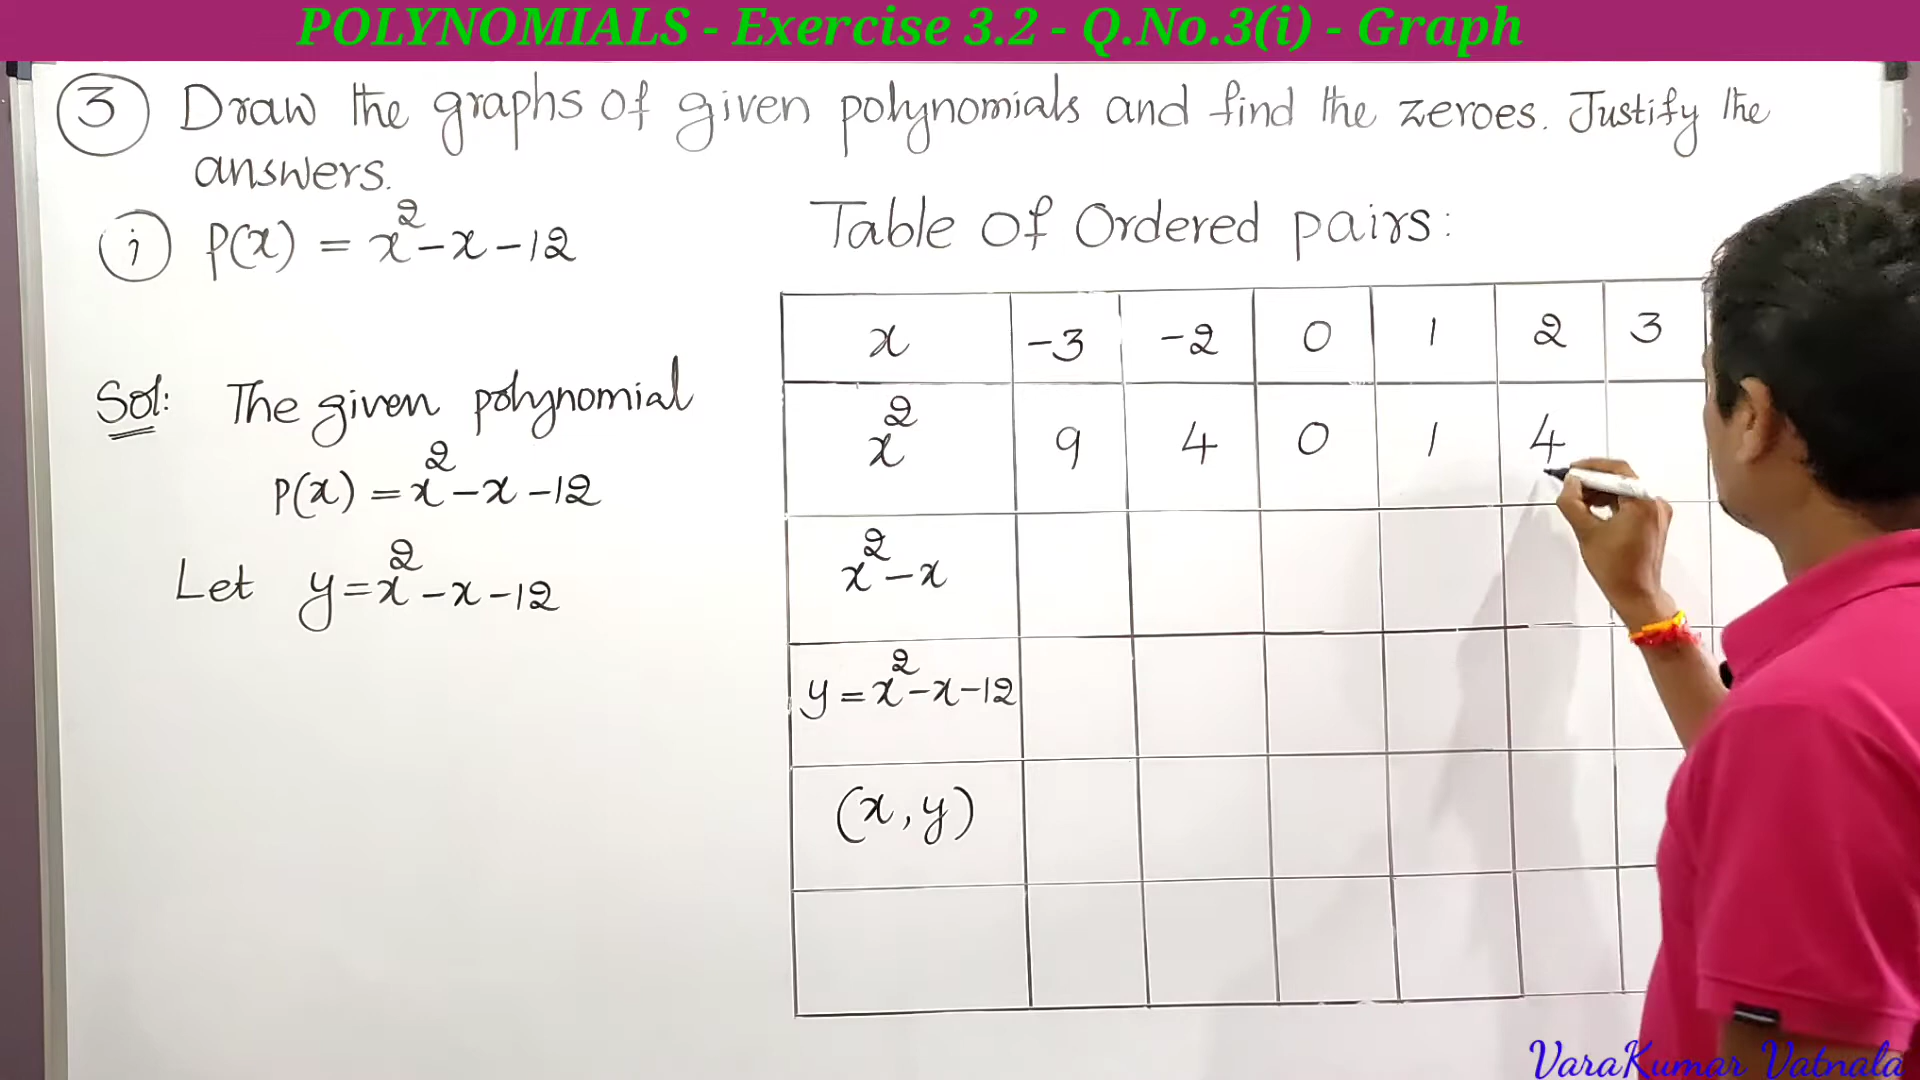 POLYNOMIALS - Exercise 3.2 - Q.No.3(i) - Graph
③ Draw the graphs of given polynomials and find the zeroes. Justify the
answers.
ⓘ P(x) = x² - x - 12
Sol: The given polynomial
P(x) = x² - x - 12
Let y = x² - x - 12
Table of Ordered pairs:
x -3 -2 0 1 2 3
x² 9 4 0 1 4
x² - x
y = x² - x - 12
(x, y)
VaraKumar Vatnala